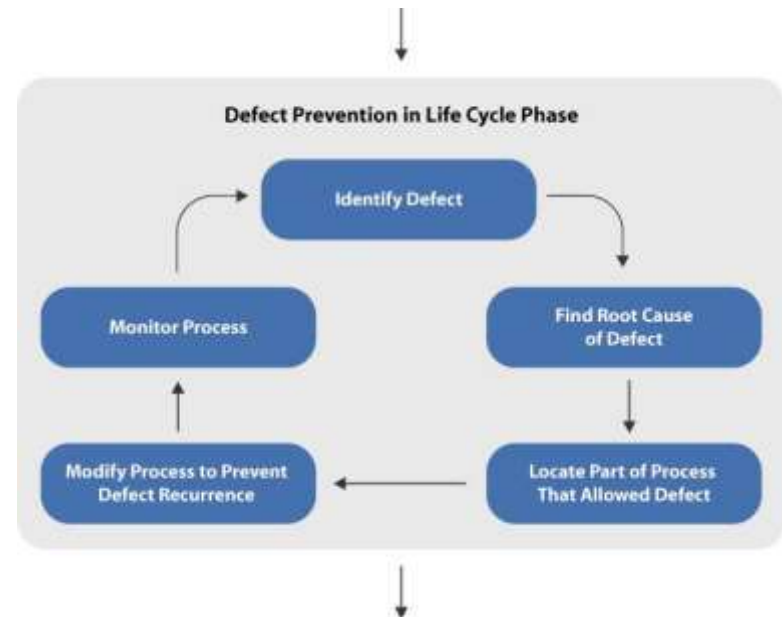 Defect Prevention in Life Cycle Phase
Identify Defect
Monitor Process
Find Root Cause
of Defect
Modify Process to Prevent
Defect Recurrence
Locate Part of Process
That Allowed Defect